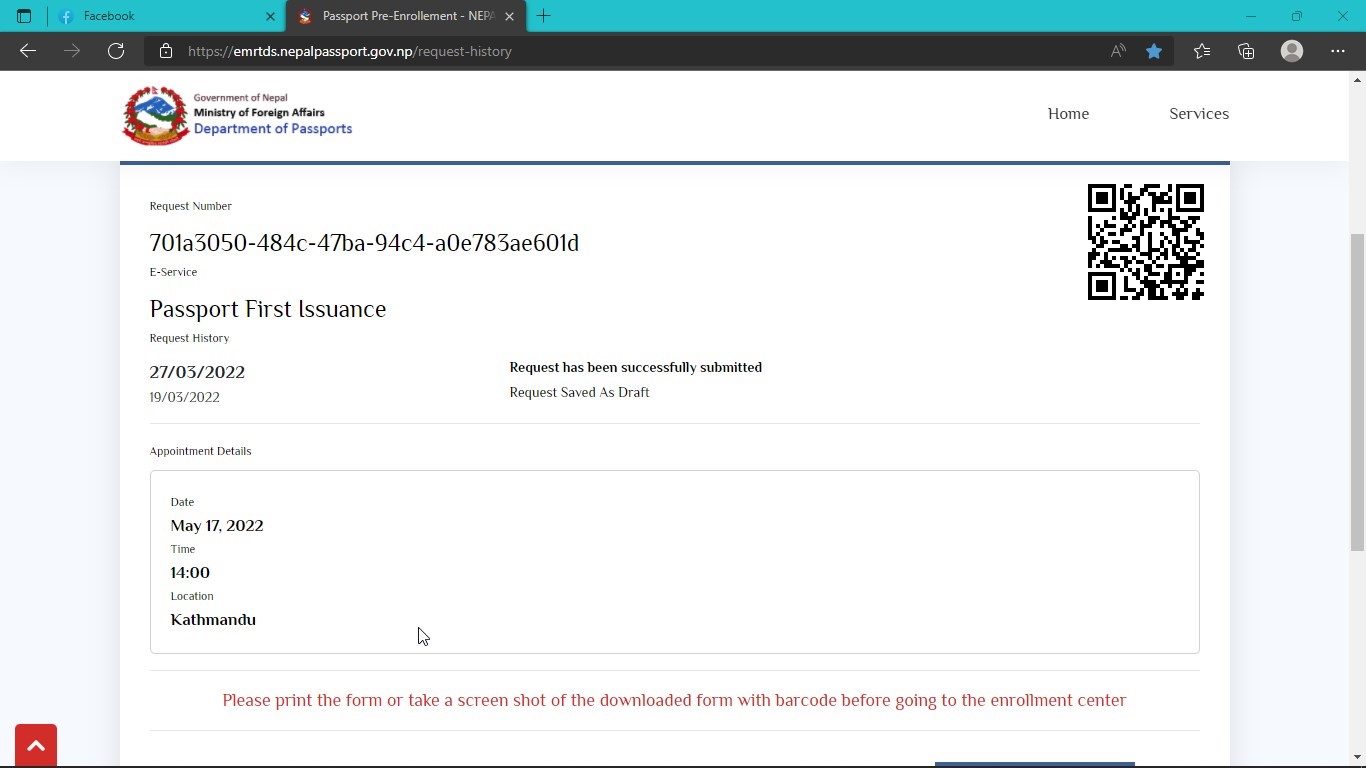 Facebook
Passport Pre-Enrollement - NEPA
https://emrtds.nepalpassport.gov.np/request-history
Government of Nepal
Ministry of Foreign Affairs
Department of Passports
Home
Services
Request Number
701a3050-484c-47ba-94c4-a0e783ae601d
E-Service
Passport First Issuance
Request History
27/03/2022 Request has been successfully submitted
19/03/2022 Request Saved As Draft
Appointment Details
Date
May 17, 2022
Time
14:00
Location
Kathmandu
Please print the form or take a screen shot of the downloaded form with barcode before going to the enrollment center